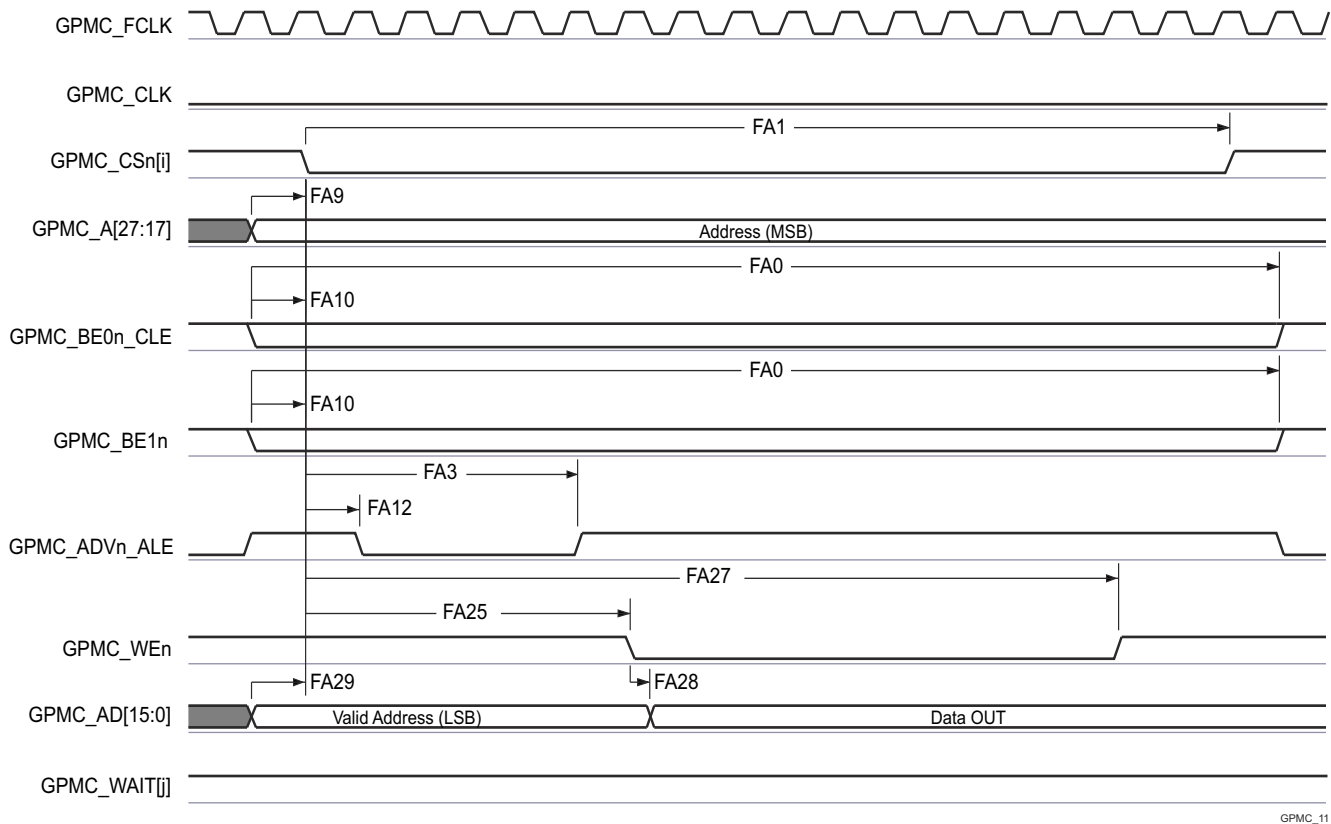 GPMC_FCLK
GPMC_CLK
FA1
GPMC_CSn[i]
FA9
GPMC_A[27:17]
Address (MSB)
FA0
FA10
GPMC_BE0n_CLE
FA0
FA10
GPMC_BE1n
FA3
FA12
GPMC_ADVn_ALE
FA27
FA25
GPMC_WEn
FA29
FA28
GPMC_AD[15:0]
Valid Address (LSB)
Data OUT
GPMC_WAIT[j]
GPMC_11